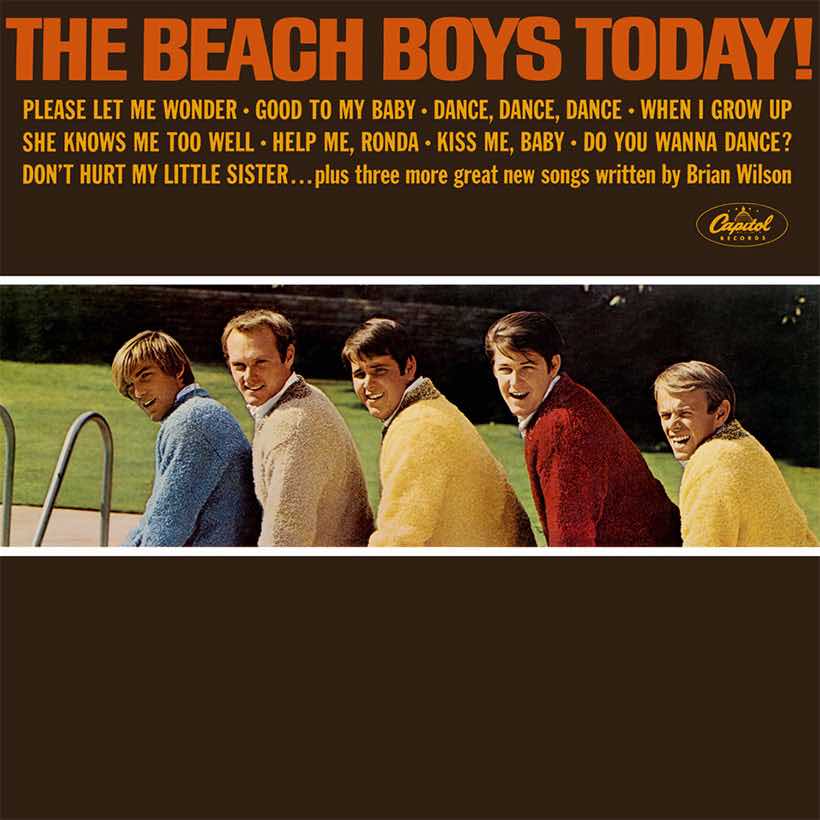 THE BEACH BOYS TODAY!
PLEASE LET ME WONDER • GOOD TO MY BABY • DANCE, DANCE, DANCE • WHEN I GROW UP
SHE KNOWS ME TOO WELL • HELP ME, RONDA • KISS ME, BABY • DO YOU WANNA DANCE?
DON'T HURT MY LITTLE SISTER...plus three more great new songs written by Brian Wilson
Capitol
RECORDS